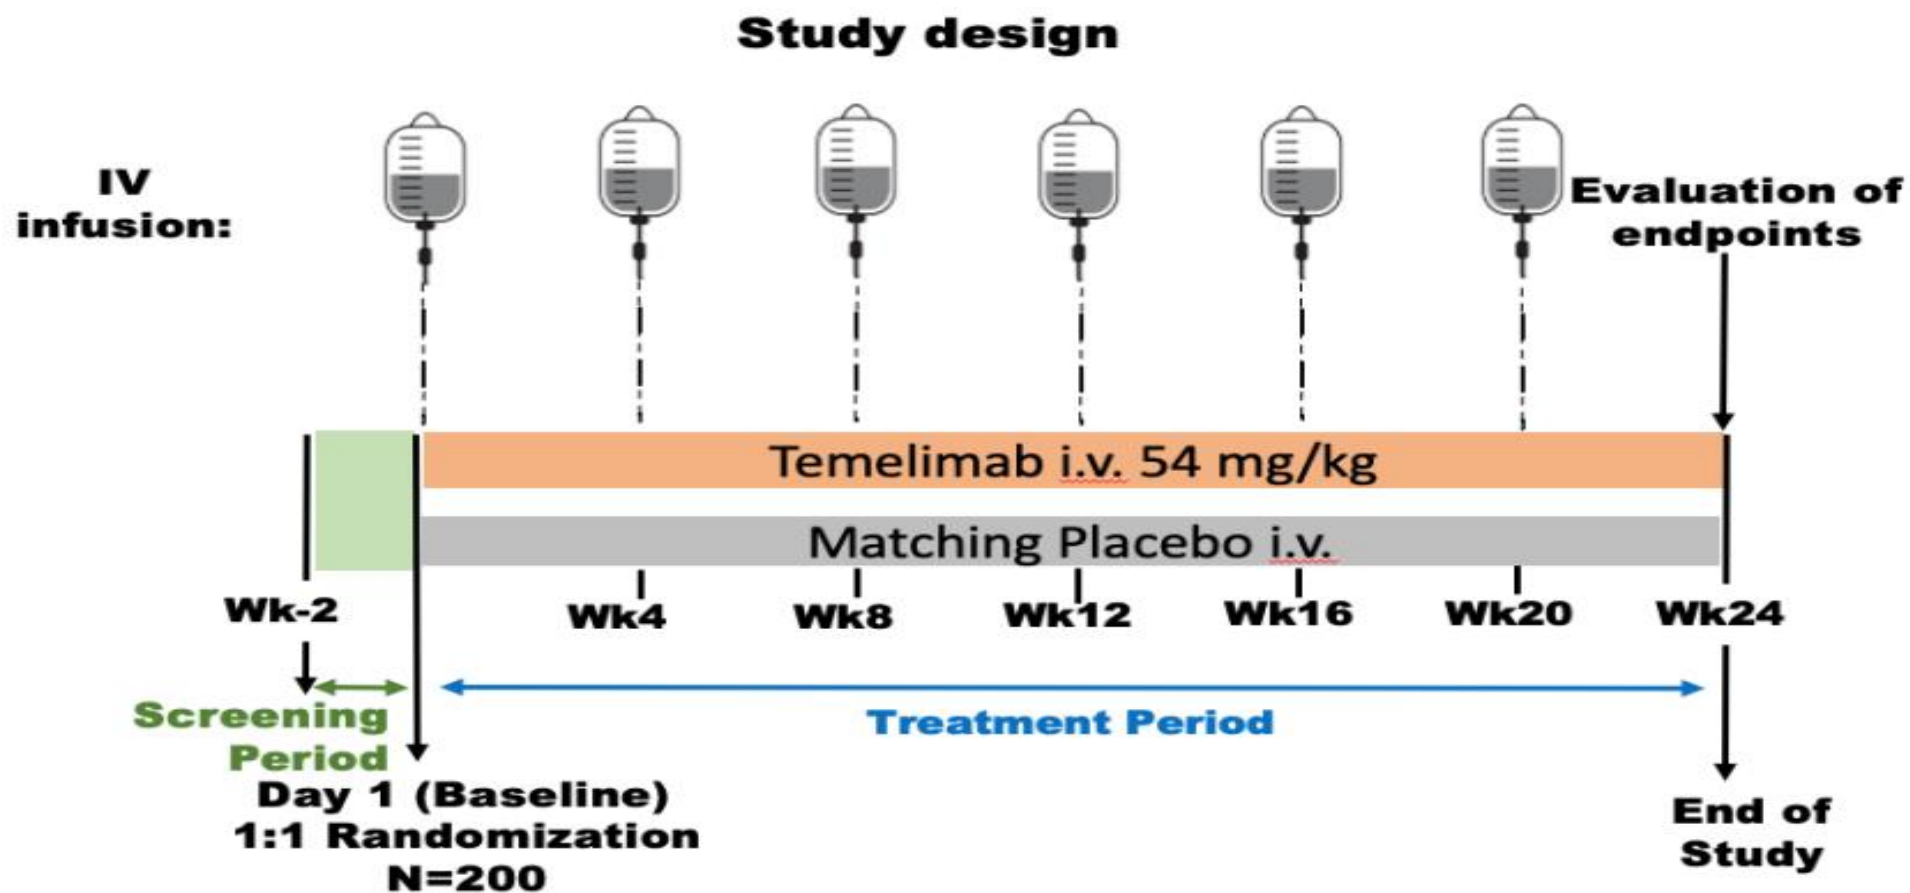 Study design
IV
infusion:
Evaluation of
endpoints
Temelimab i.v. 54 mg/kg
Matching Placebo i.v.
Wk-2
Wk4
Wk8
Wk12
Wk16
Wk20
Wk24
Screening
Period
Treatment Period
Day 1 (Baseline)
1:1 Randomization
N=200
End of
Study